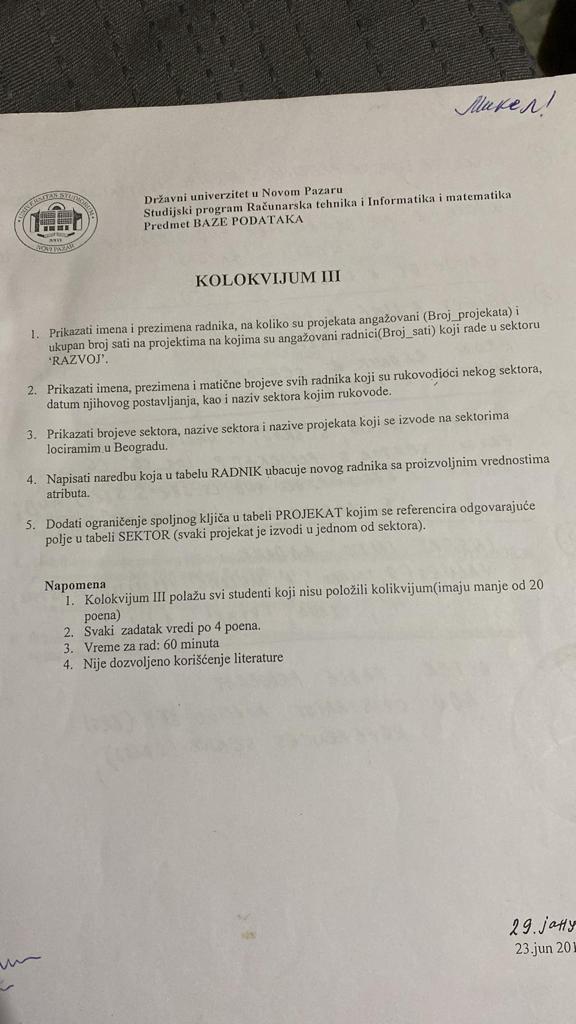 Микел!
UNIVERSITAS STUDIORUM
NOVI PAZAR
Državni univerzitet u Novom Pazaru
Studijski program Računarska tehnika i Informatika i matematika
Predmet BAZE PODATAKA
KOLOKVIJUM III
1. Prikazati imena i prezimena radnika, na koliko su projekata angažovani (Broj_projekata) i
ukupan broj sati na projektima na kojima su angažovani radnici(Broj_sati) koji rade u sektoru
‘RAZVOJ’.
2. Prikazati imena, prezimena i matične brojeve svih radnika koji su rukovodioci nekog sektora,
datum njihovog postavljanja, kao i naziv sektora kojim rukovode.
3. Prikazati brojeve sektora, nazive sektora i nazive projekata koji se izvode na sektorima
lociramim u Beogradu.
4. Napisati naredbu koja u tabelu RADNIK ubacuje novog radnika sa proizvoljnim vrednostima
atributa.
5. Dodati ograničenje spoljnog kljiča u tabeli PROJEKAT kojim se referencira odgovarajuće
polje u tabeli SEKTOR (svaki projekat je izvodi u jednom od sektora).
Napomena
1. Kolokvijum III polažu svi studenti koji nisu položili kolikvijum(imaju manje od 20
poena)
2. Svaki zadatak vredi po 4 poena.
3. Vreme za rad: 60 minuta
4. Nije dozvoljeno korišćenje literature
29. јану
23.jun 201